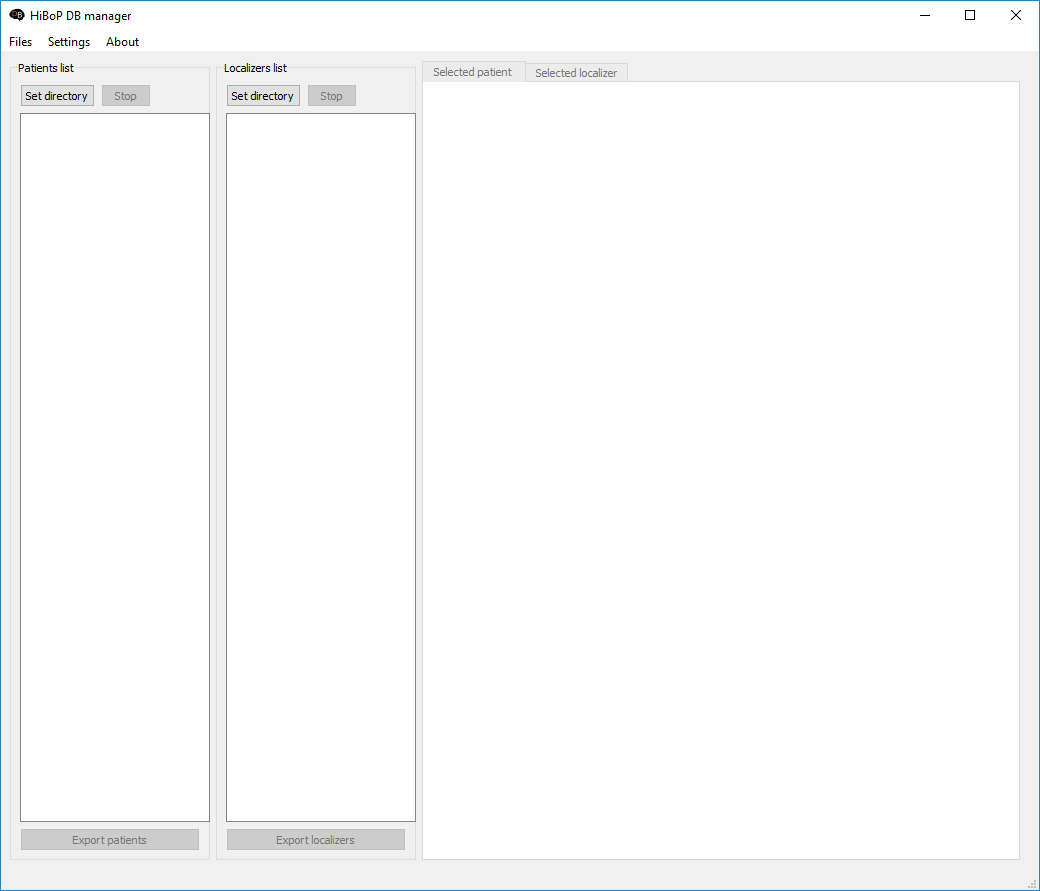 HiBoP DB manager
Files Settings About
Patients list
Set directory Stop
Export patients
Localizers list
Set directory Stop
Export localizers
Selected patient Selected localizer